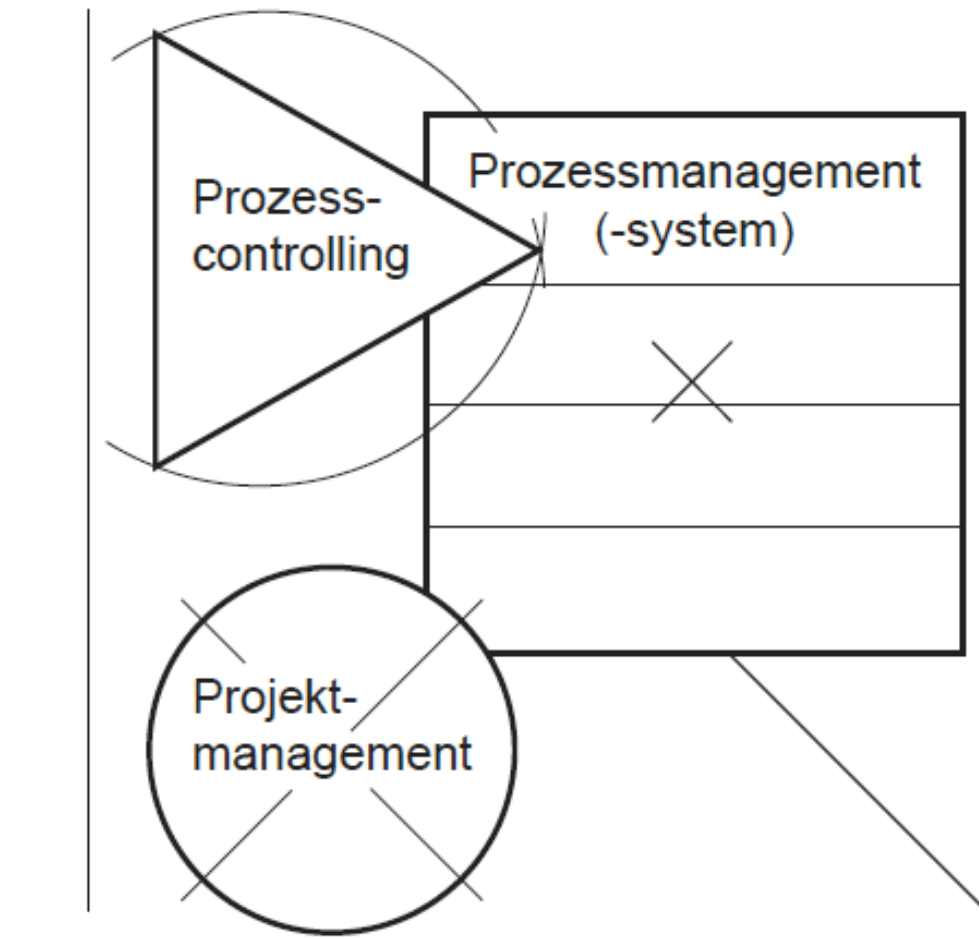 Prozess-
controlling
Prozessmanagement
(-system)
Projekt-
management